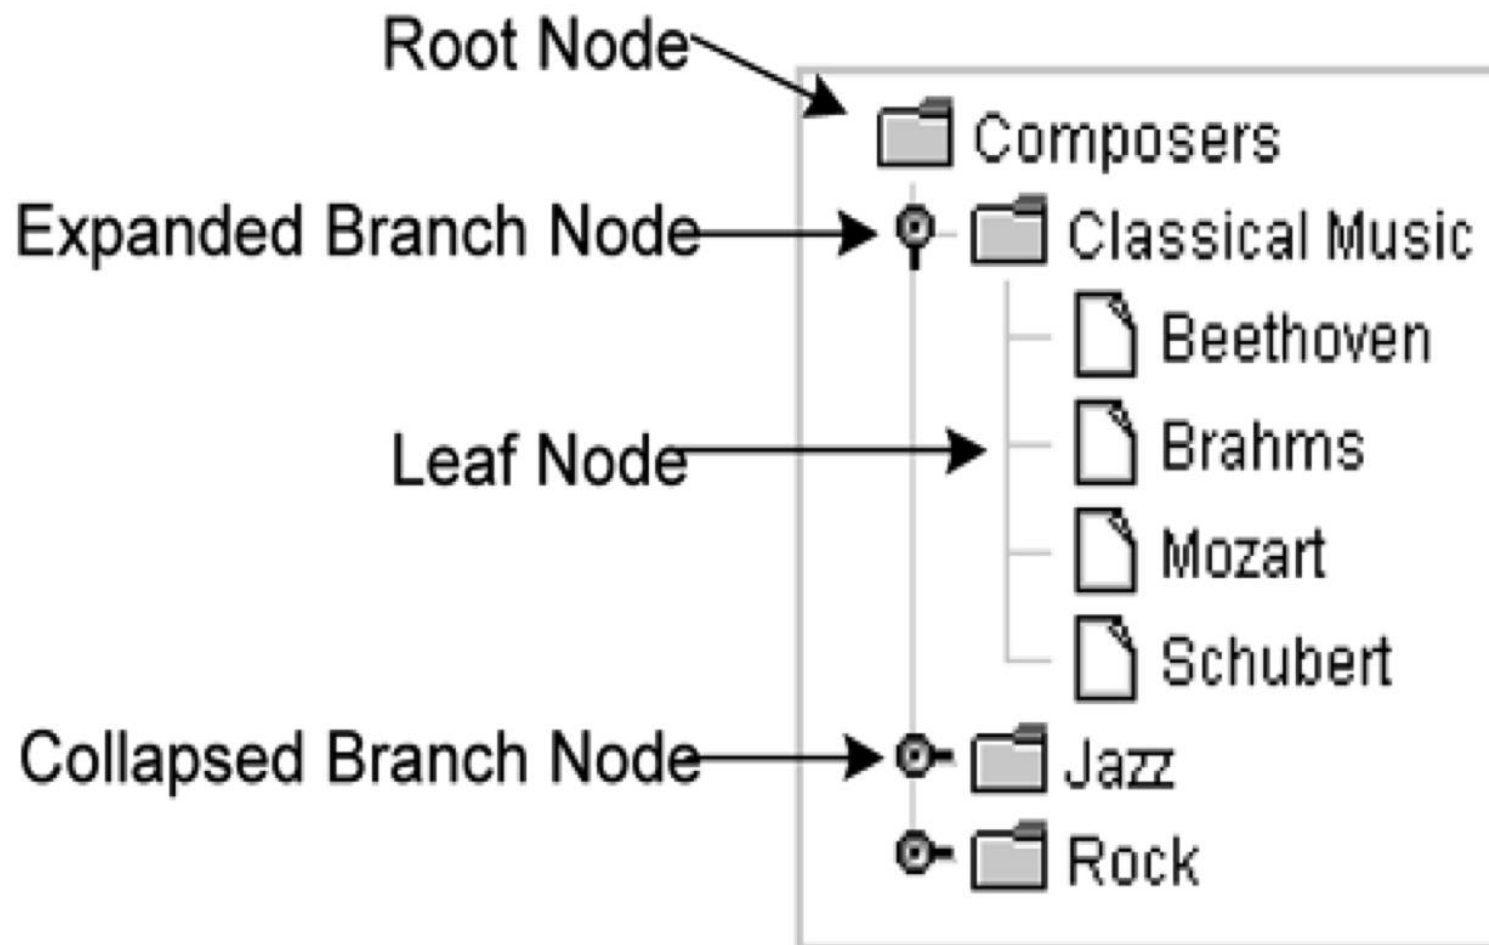 Root Node
Composers
Expanded Branch Node
Classical Music
Beethoven
Leaf Node
Brahms
Mozart
Schubert
Collapsed Branch Node
Jazz
Rock